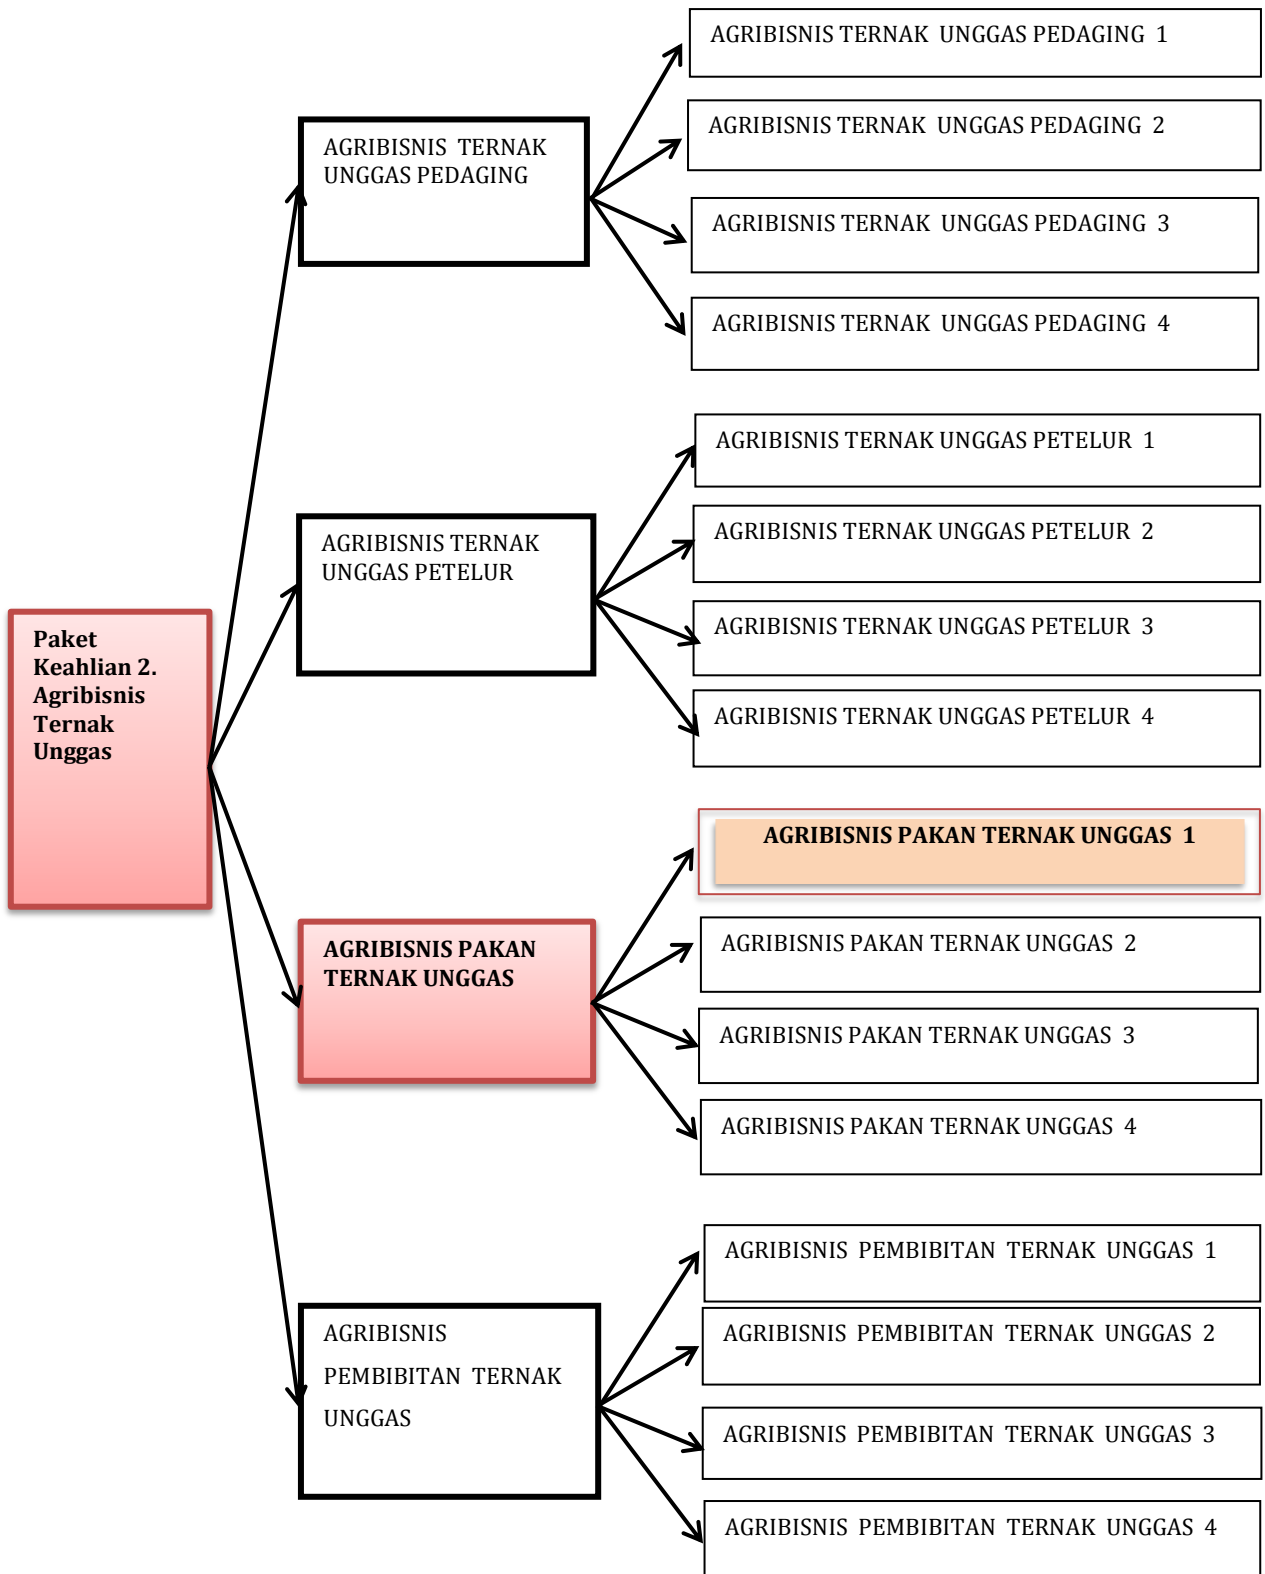 Paket
Keahlian 2.
Agribisnis
Ternak
Unggas
AGRIBISNIS TERNAK
UNGGAS PEDAGING
AGRIBISNIS TERNAK UNGGAS PEDAGING 1
AGRIBISNIS TERNAK UNGGAS PEDAGING 2
AGRIBISNIS TERNAK UNGGAS PEDAGING 3
AGRIBISNIS TERNAK UNGGAS PEDAGING 4
AGRIBISNIS TERNAK
UNGGAS PETELUR
AGRIBISNIS TERNAK UNGGAS PETELUR 1
AGRIBISNIS TERNAK UNGGAS PETELUR 2
AGRIBISNIS TERNAK UNGGAS PETELUR 3
AGRIBISNIS TERNAK UNGGAS PETELUR 4
AGRIBISNIS PAKAN
TERNAK UNGGAS
AGRIBISNIS PAKAN TERNAK UNGGAS 1
AGRIBISNIS PAKAN TERNAK UNGGAS 2
AGRIBISNIS PAKAN TERNAK UNGGAS 3
AGRIBISNIS PAKAN TERNAK UNGGAS 4
AGRIBISNIS
PEMBIBITAN TERNAK
UNGGAS
AGRIBISNIS PEMBIBITAN TERNAK UNGGAS 1
AGRIBISNIS PEMBIBITAN TERNAK UNGGAS 2
AGRIBISNIS PEMBIBITAN TERNAK UNGGAS 3
AGRIBISNIS PEMBIBITAN TERNAK UNGGAS 4